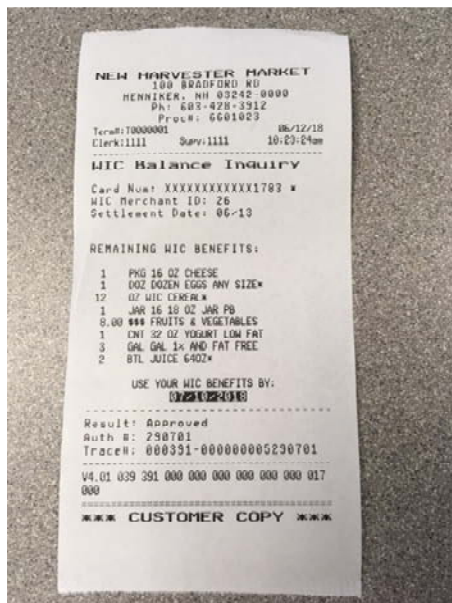 NEW HARVESTER MARKET
100 BRADFORD RD
HENNIKER, NH 03242-0000
Ph: 603-428-3912
Proc#: 6601023
Term#:T0000001 06/12/18
Clerk:1111 Supv:1111 10:23:24am
WIC Balance Inquiry
Card Num: XXXXXXXXXXXX1783 *
WIC Merchant ID: 26
Settlement Date: 06/13
REMAINING WIC BENEFITS:
1 PKG 16 OZ CHEESE
1 DOZ DOZEN EGGS ANY SIZE*
12 OZ WIC CEREAL*
1 JAR 16 18 OZ JAR PB
8.00 $$$ FRUITS & VEGETABLES
1 CNT 32 OZ YOGURT LOW FAT
3 GAL GAL 1% AND FAT FREE
2 BTL JUICE 64OZ*
USE YOUR WIC BENEFITS BY:
07/10/2018
Result: Approved
Auth #: 290701
Trace#: 000391-000000005290701
V4.01 039 391 000 000 000 000 000 000 017
000
*** CUSTOMER COPY ***